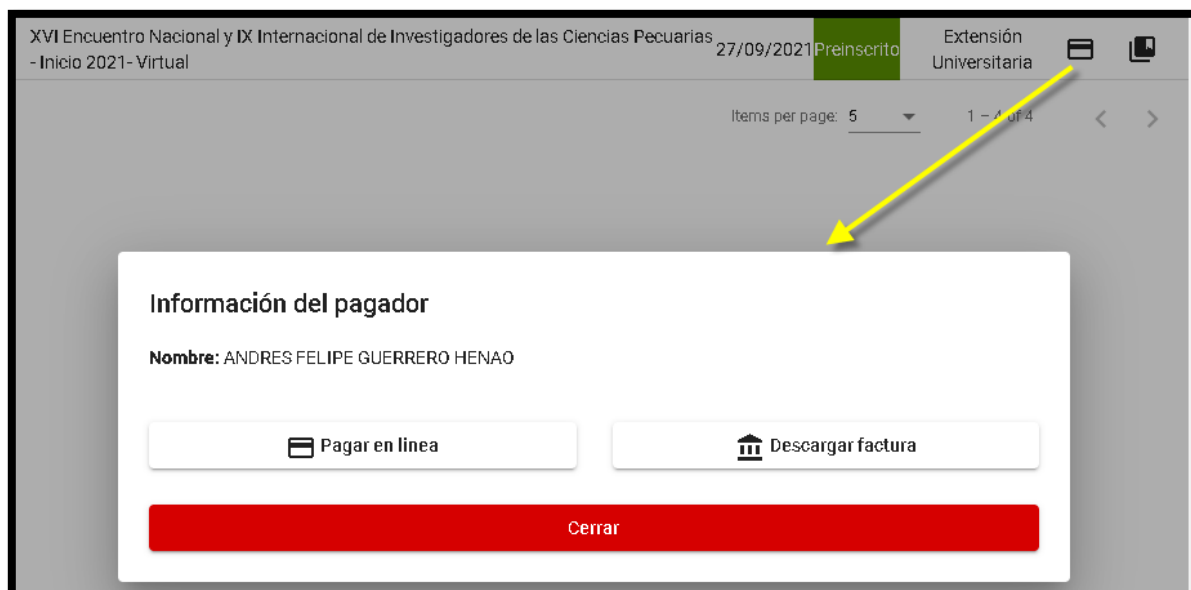 XVI Encuentro Nacional y IX Internacional de Investigadores de las Ciencias Pecuarias
- Inicio 2021- Virtual
27/09/2021
Preinscrito
Extensión
Universitaria
Items per page: 5
1 – 4 of 4
Información del pagador
Nombre: ANDRES FELIPE GUERRERO HENAO
Pagar en linea
Descargar factura
Cerrar